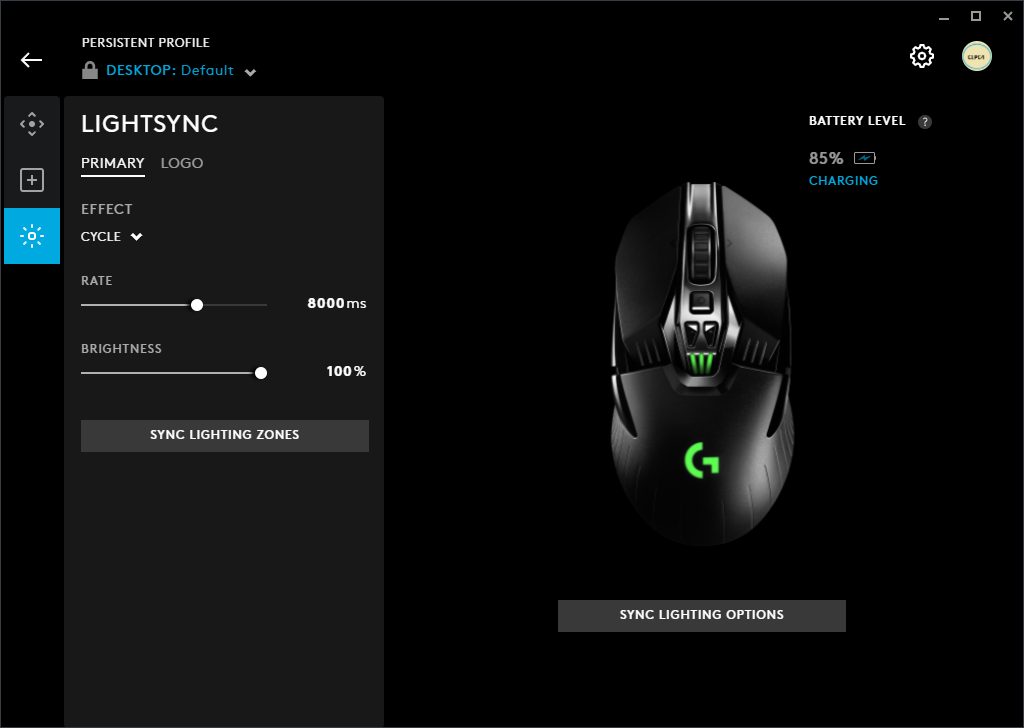 PERSISTENT PROFILE
DESKTOP: Default
LIGHTSYNC
PRIMARY LOGO
EFFECT
CYCLE
RATE
8000ms
BRIGHTNESS
100%
SYNC LIGHTING ZONES
BATTERY LEVEL ?
85%
CHARGING
SYNC LIGHTING OPTIONS